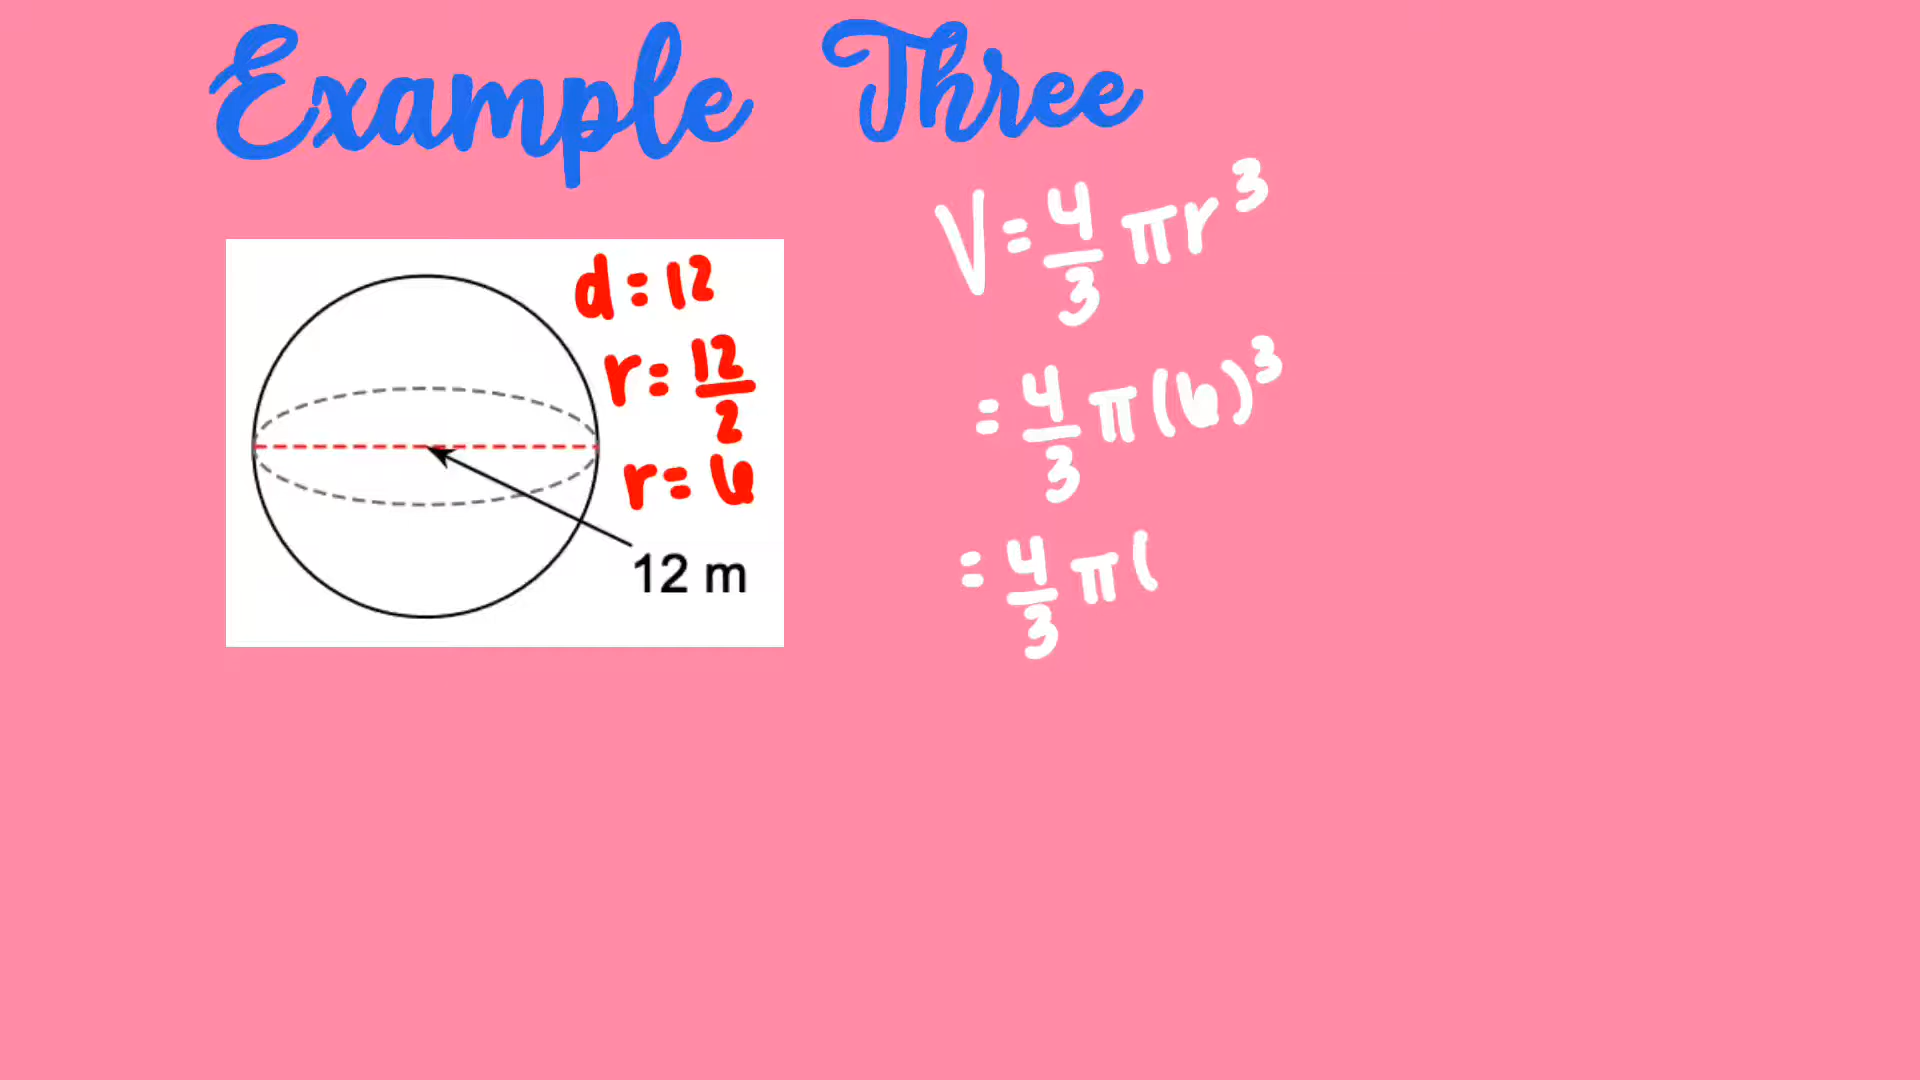 Example Three
d = 12
r = 12/2
r = 6
12 m
V = 4/3 πr³
= 4/3 π(6)³
= 4/3 π(